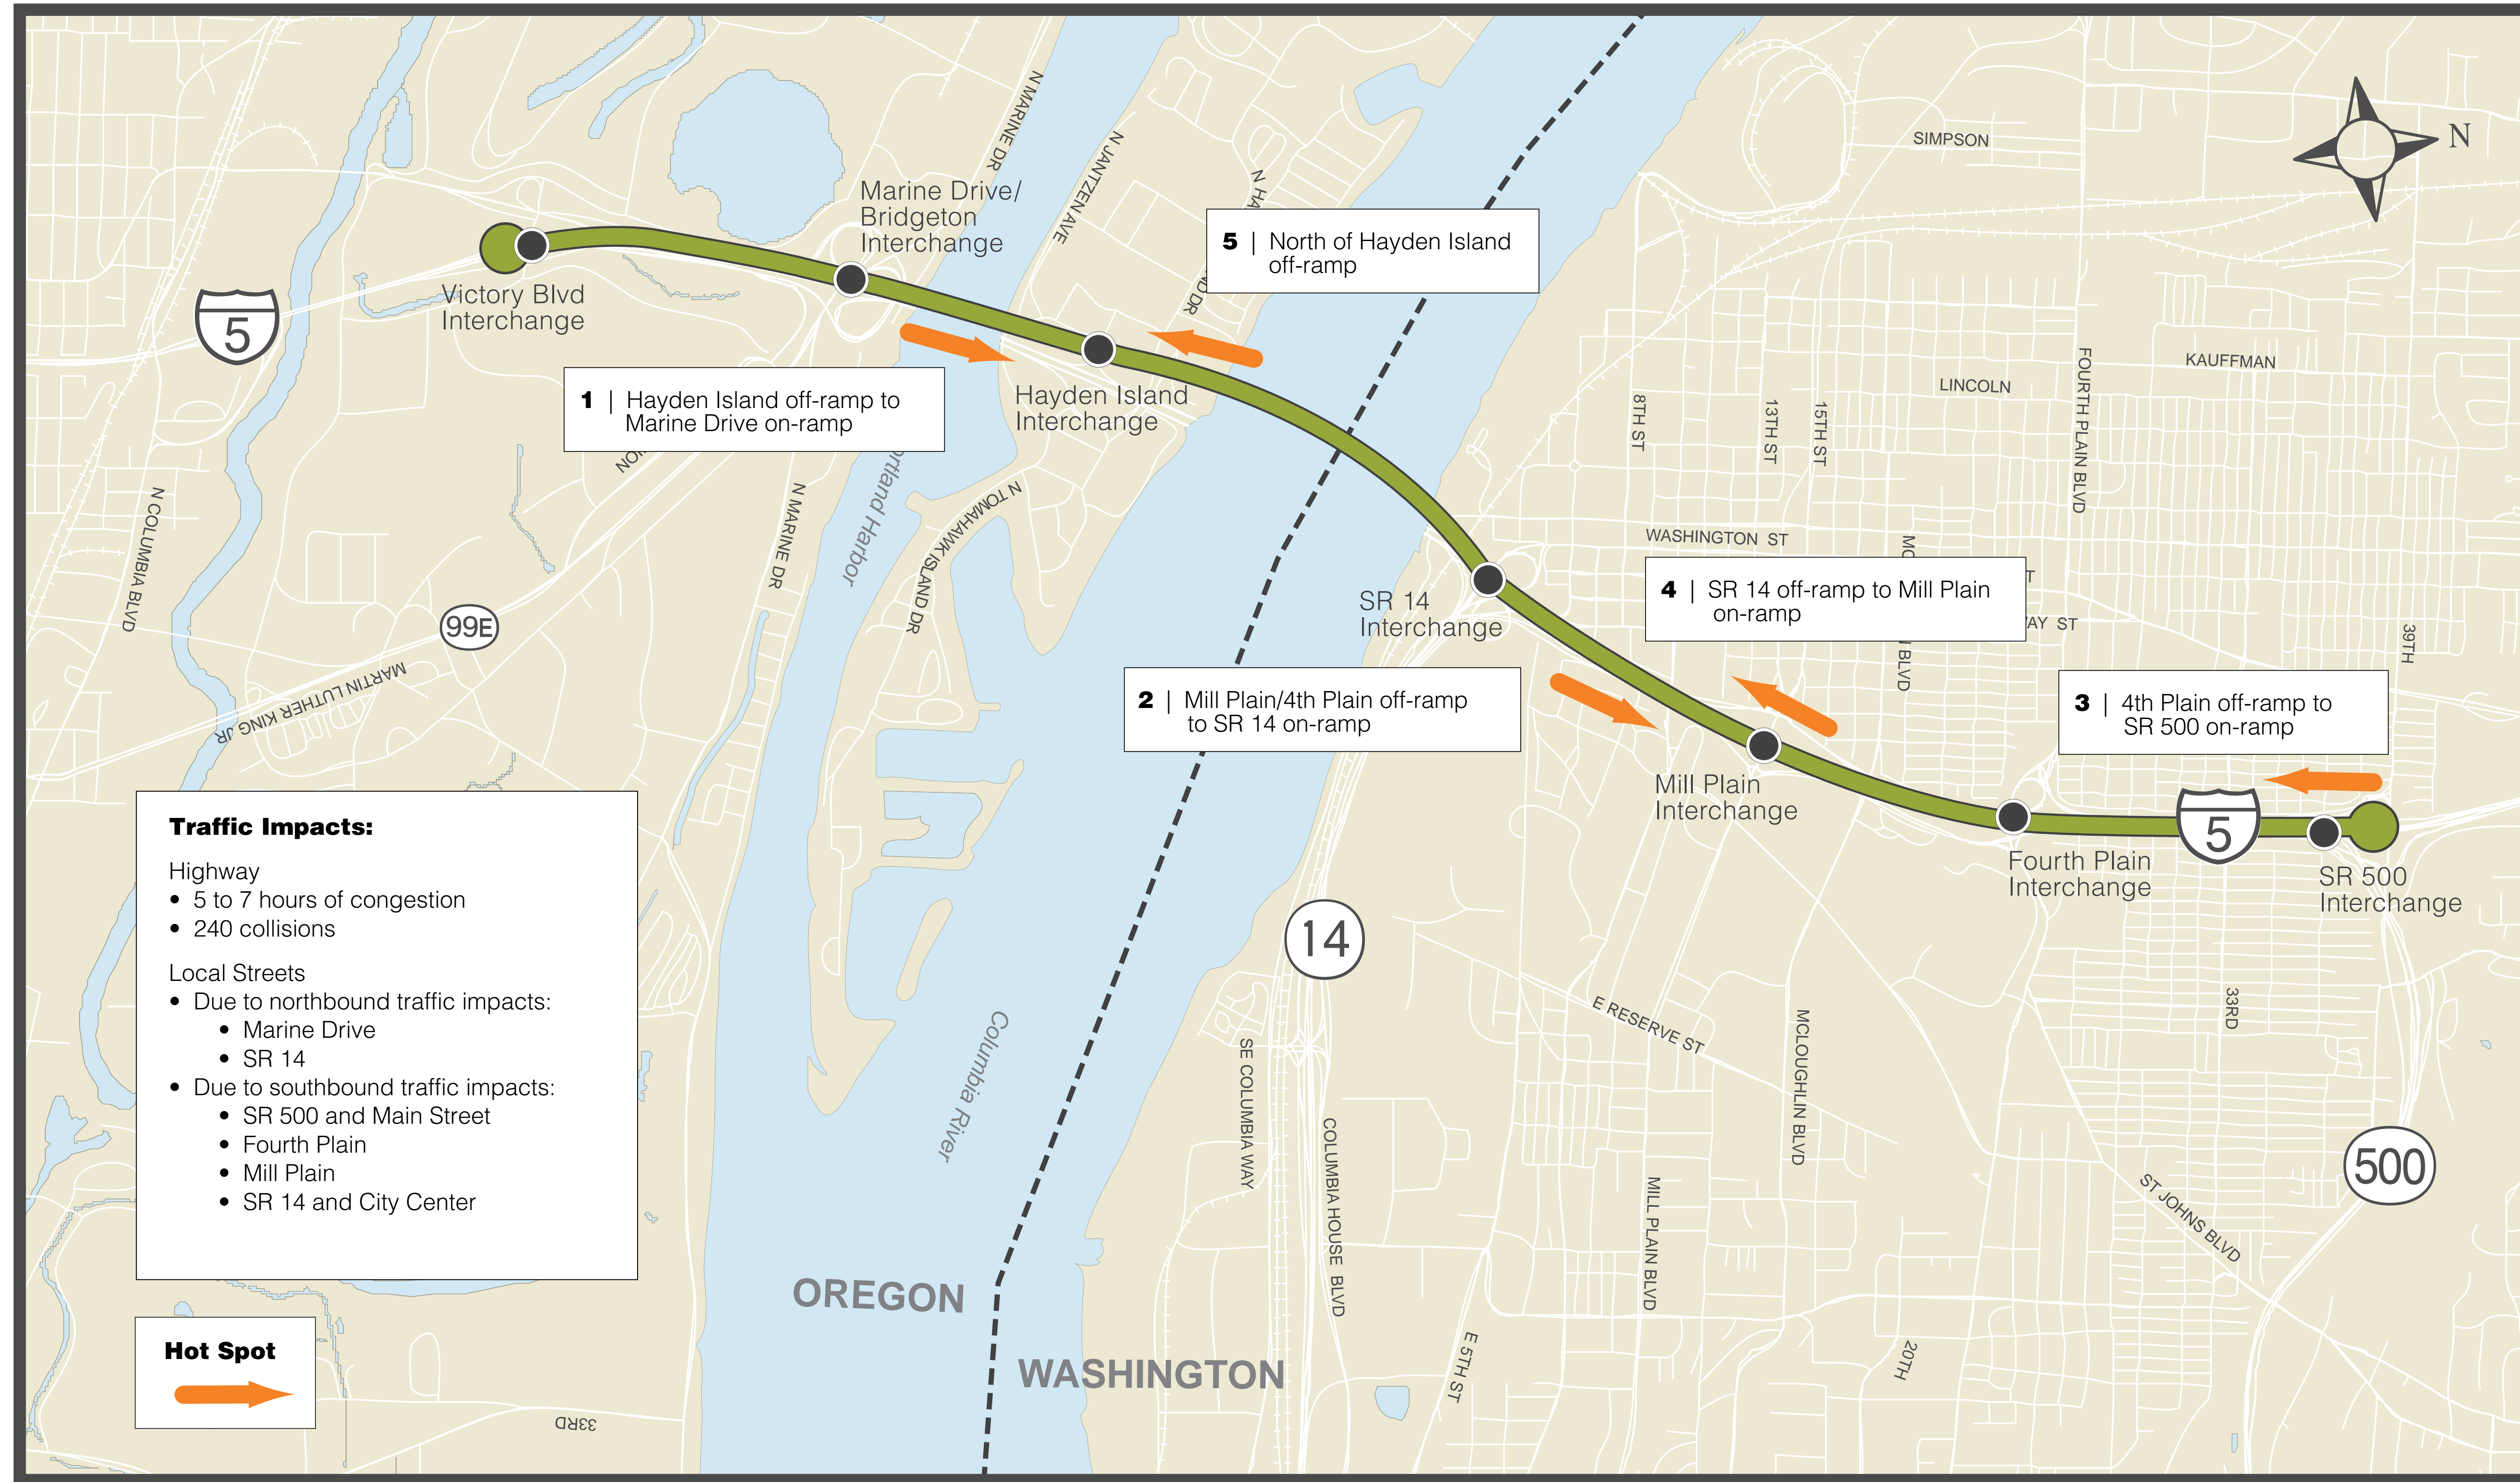 N MARINE DR
N JANTZEN AVE
N
SIMPSON
Marine Drive/
Bridgeton
Interchange
5 | North of Hayden Island
off-ramp
Victory Blvd
Interchange
5
1 | Hayden Island off-ramp to
Marine Drive on-ramp
Hayden Island
Interchange
8TH ST
13TH ST
15TH ST
LINCOLN
FOURTH PLAIN BLVD
KAUFFMAN
N COLUMBIA BLVD
N MARINE DR
N TOMAHAWK ISLAND DR
WASHINGTON ST
SR 14
Interchange
4 | SR 14 off-ramp to Mill Plain
on-ramp
39TH
99E
MARTIN LUTHER KING JR
2 | Mill Plain/4th Plain off-ramp
to SR 14 on-ramp
3 | 4th Plain off-ramp to
SR 500 on-ramp
Mill Plain
Interchange
Fourth Plain
Interchange
5
SR 500
Interchange
Traffic Impacts:
Highway
• 5 to 7 hours of congestion
• 240 collisions
Local Streets
• Due to northbound traffic impacts:
• Marine Drive
• SR 14
• Due to southbound traffic impacts:
• SR 500 and Main Street
• Fourth Plain
• Mill Plain
• SR 14 and City Center
14
Columbia River
SE COLUMBIA WAY
COLUMBIA HOUSE BLVD
E RESERVE ST
MCLOUGHLIN BLVD
33RD
MILL PLAIN BLVD
500
ST JOHNS BLVD
OREGON
WASHINGTON
E 5TH ST
20TH
Hot Spot
33RD